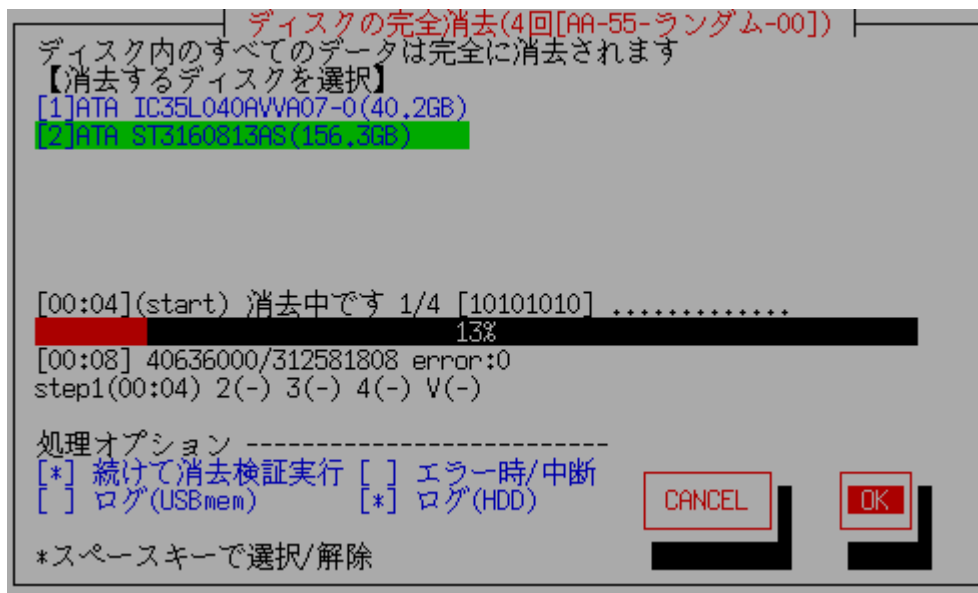 ディスクの完全消去(4回[AA-55-ランダム-00])
ディスク内のすべてのデータは完全に消去されます
【消去するディスクを選択】
[1]ATA IC35L040AVVA07-0(40.2GB)
[2]ATA ST3160813AS(156.3GB)
[00:04](start) 消去中です 1/4 [10101010] .............
13%
[00:08] 40636000/312581808 error:0
step1(00:04) 2(-) 3(-) 4(-) V(-)
処理オプション --------------------------
[*] 続けて消去検証実行 [ ] エラー時/中断
[ ] ログ(USBmem) [*] ログ(HDD)
CANCEL OK
*スペースキーで選択/解除